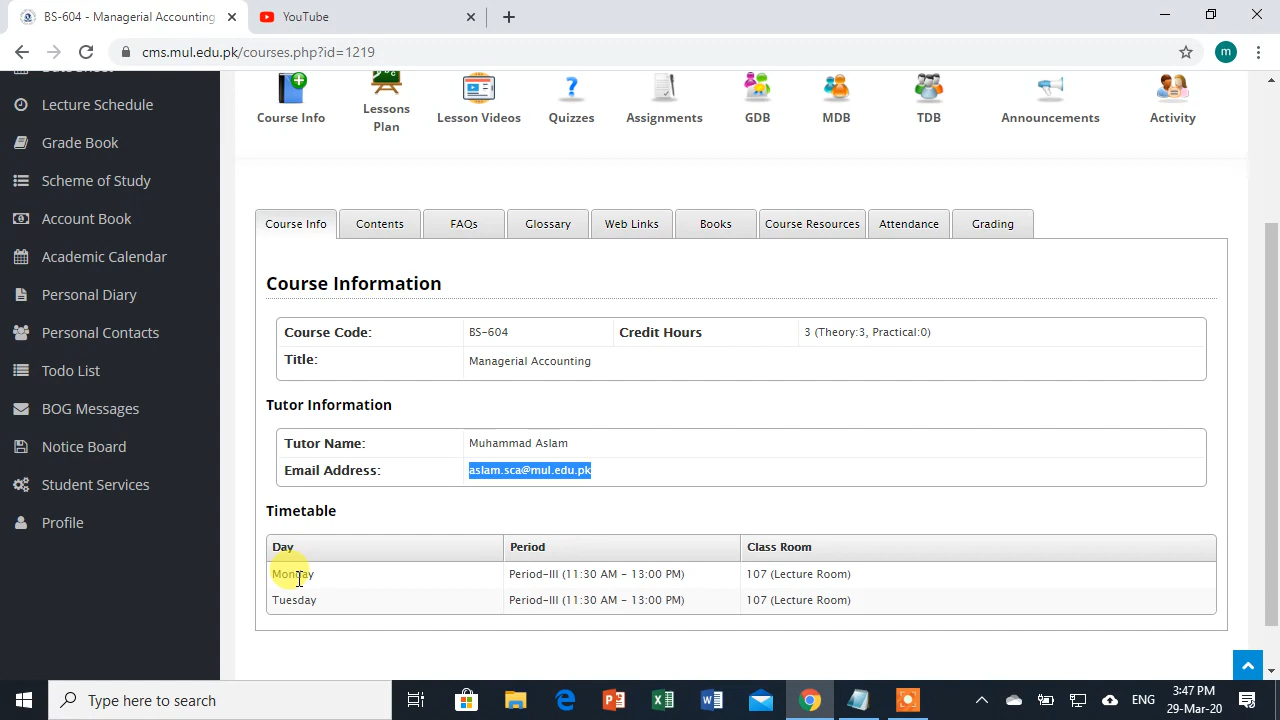 BS-604 - Managerial Accounting
YouTube
cms.mul.edu.pk/courses.php?id=1219
m
Lecture Schedule
Grade Book
Scheme of Study
Account Book
Academic Calendar
Personal Diary
Personal Contacts
Todo List
BOG Messages
Notice Board
Student Services
Profile
Course Info
Lessons
Plan
Lesson Videos
Quizzes
Assignments
GDB
MDB
TDB
Announcements
Activity
Course Info
Contents
FAQs
Glossary
Web Links
Books
Course Resources
Attendance
Grading
Course Information
Course Code: BS-604 Credit Hours 3 (Theory:3, Practical:0)
Title: Managerial Accounting
Tutor Information
Tutor Name: Muhammad Aslam
Email Address: aslam.sca@mul.edu.pk
Timetable
Day Period Class Room
Monday Period-III (11:30 AM - 13:00 PM) 107 (Lecture Room)
Tuesday Period-III (11:30 AM - 13:00 PM) 107 (Lecture Room)
Type here to search
ENG
3:47 PM
29-Mar-20